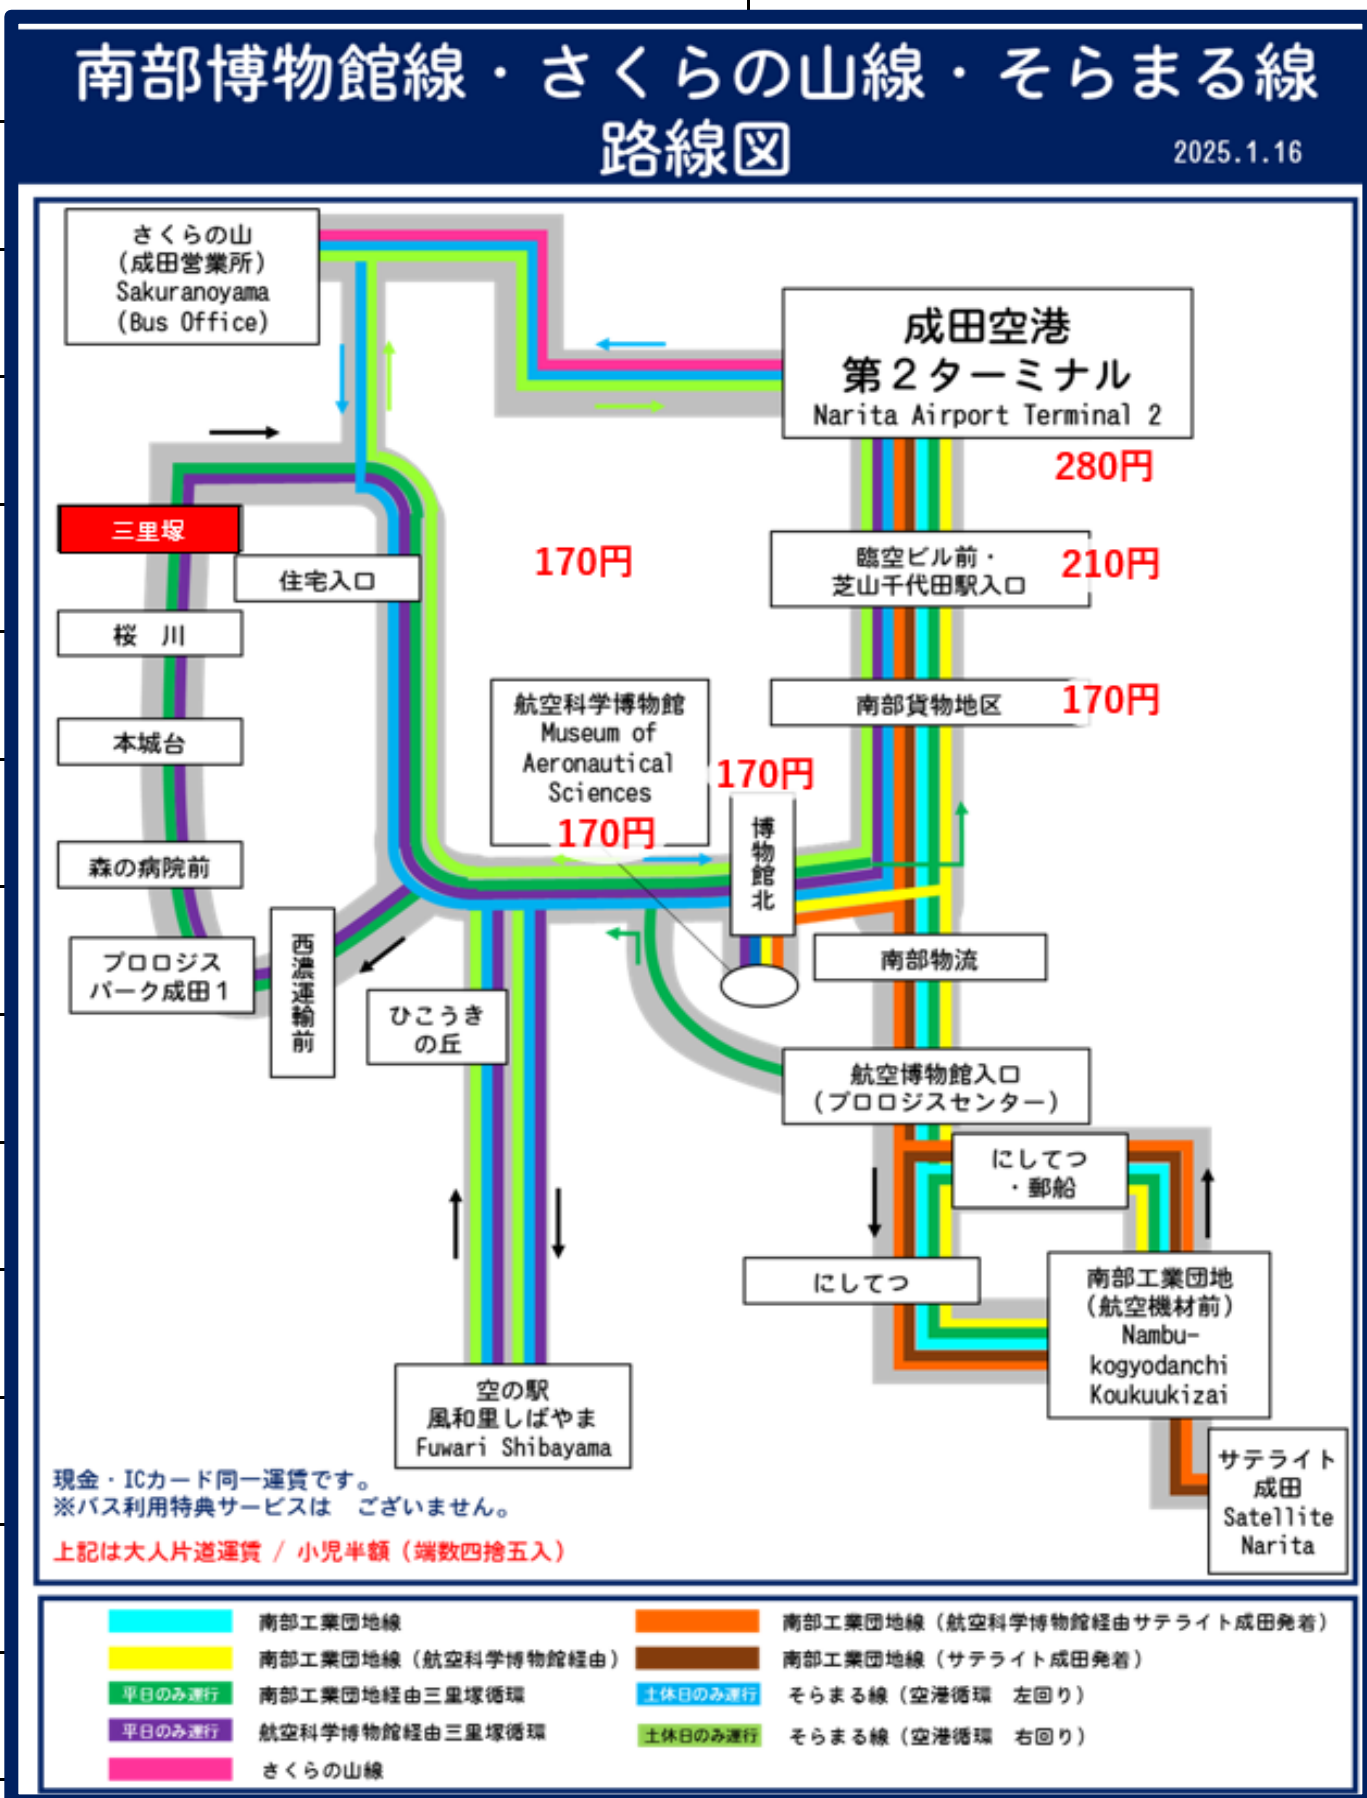 南部博物館線・さくらの山線・そらまる線
路線図
2025.1.16
さくらの山
(成田営業所)
Sakuranoyama
(Bus Office)
成田空港
第２ターミナル
Narita Airport Terminal 2
280円
三里塚
170円
臨空ビル前・
芝山千代田駅入口
210円
住宅入口
桜　川
航空科学博物館
Museum of
Aeronautical
Sciences
170円
南部貨物地区
170円
本城台
170円
博物館北
森の病院前
プロロジス
パーク成田１
西濃運輸前
ひこうき
の丘
南部物流
航空博物館入口
(プロロジスセンター)
にしてつ
・郵船
にしてつ
南部工業団地
(航空機材前)
Nambu-
kogyodanchi
Koukuukizai
空の駅
風和里しばやま
Fuwari Shibayama
サテライト
成田
Satellite
Narita
現金・ICカード同一運賃です。
※バス利用特典サービスは　ございません。
上記は大人片道運賃 / 小児半額（端数四捨五入）
南部工業団地線
南部工業団地線（航空科学博物館経由サテライト成田発着）
南部工業団地線（航空科学博物館経由）
南部工業団地線（サテライト成田発着）
平日のみ運行 南部工業団地経由三里塚循環
土休日のみ運行 そらまる線（空港循環　左回り）
平日のみ運行 航空科学博物館経由三里塚循環
土休日のみ運行 そらまる線（空港循環　右回り）
さくらの山線